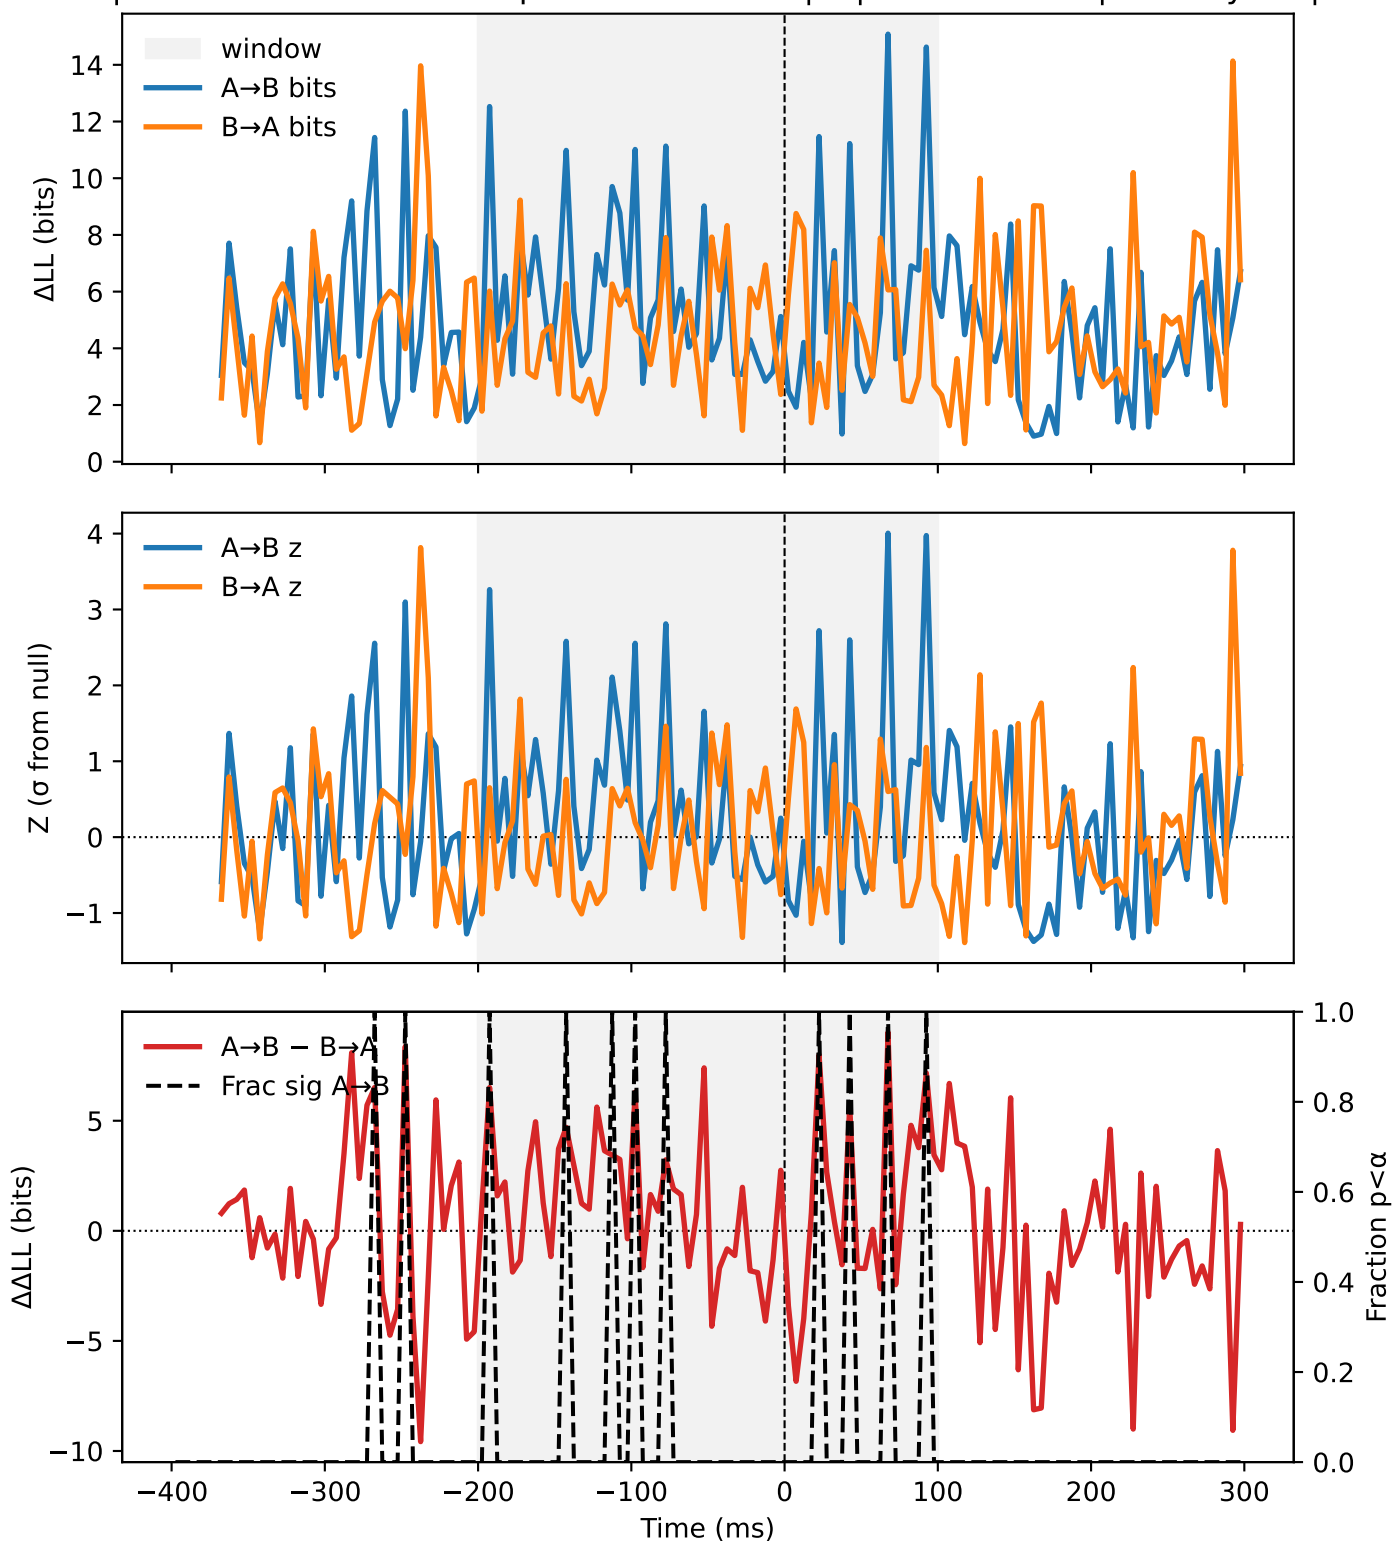 window
A→B bits
B→A bits
ΔLL (bits)
14
12
10
8
6
4
2
0
A→B z
B→A z
Z (σ from null)
4
3
2
1
0
−1
A→B − B→A
Frac sig A→B
ΔΔLL (bits)
5
0
−5
−10
1.0
0.8
0.6
0.4
0.2
0.0
Fraction p<α
−400 −300 −200 −100 0 100 200 300
Time (ms)